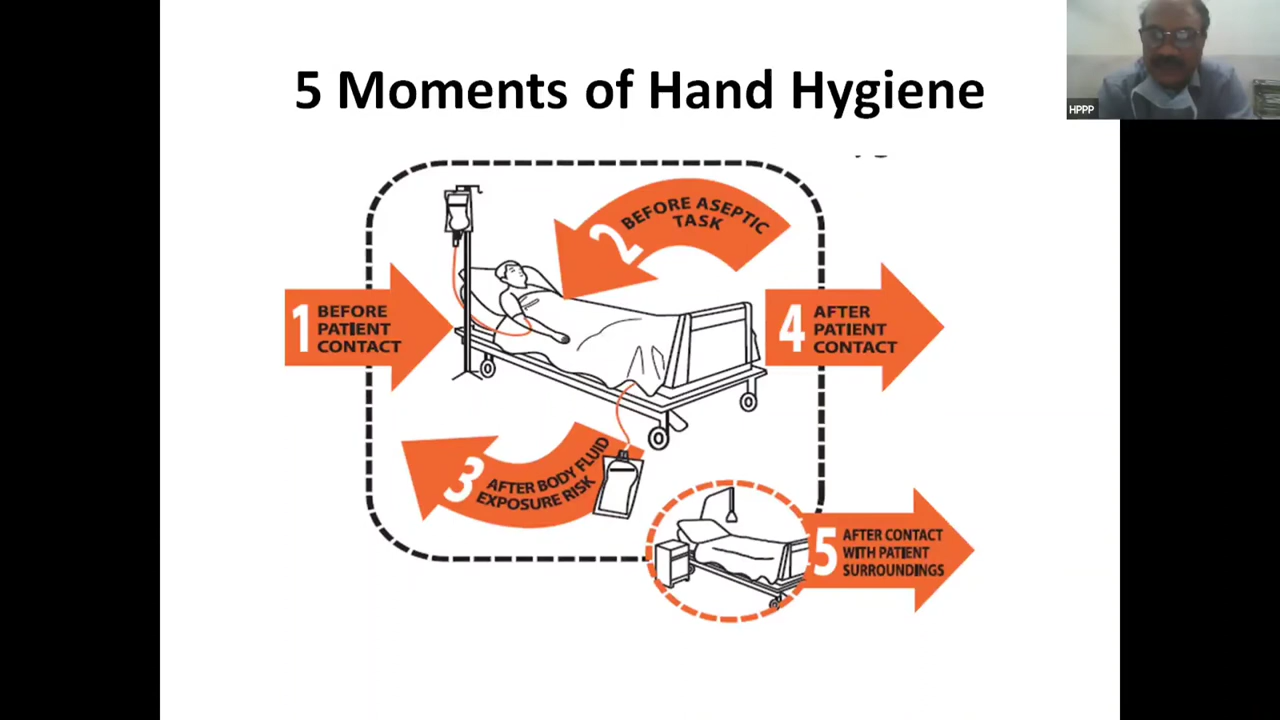 5 Moments of Hand Hygiene
HPPP
1 BEFORE
PATIENT
CONTACT
2 BEFORE ASEPTIC
TASK
3 AFTER BODY FLUID
EXPOSURE RISK
4 AFTER
PATIENT
CONTACT
5 AFTER CONTACT
WITH PATIENT
SURROUNDINGS